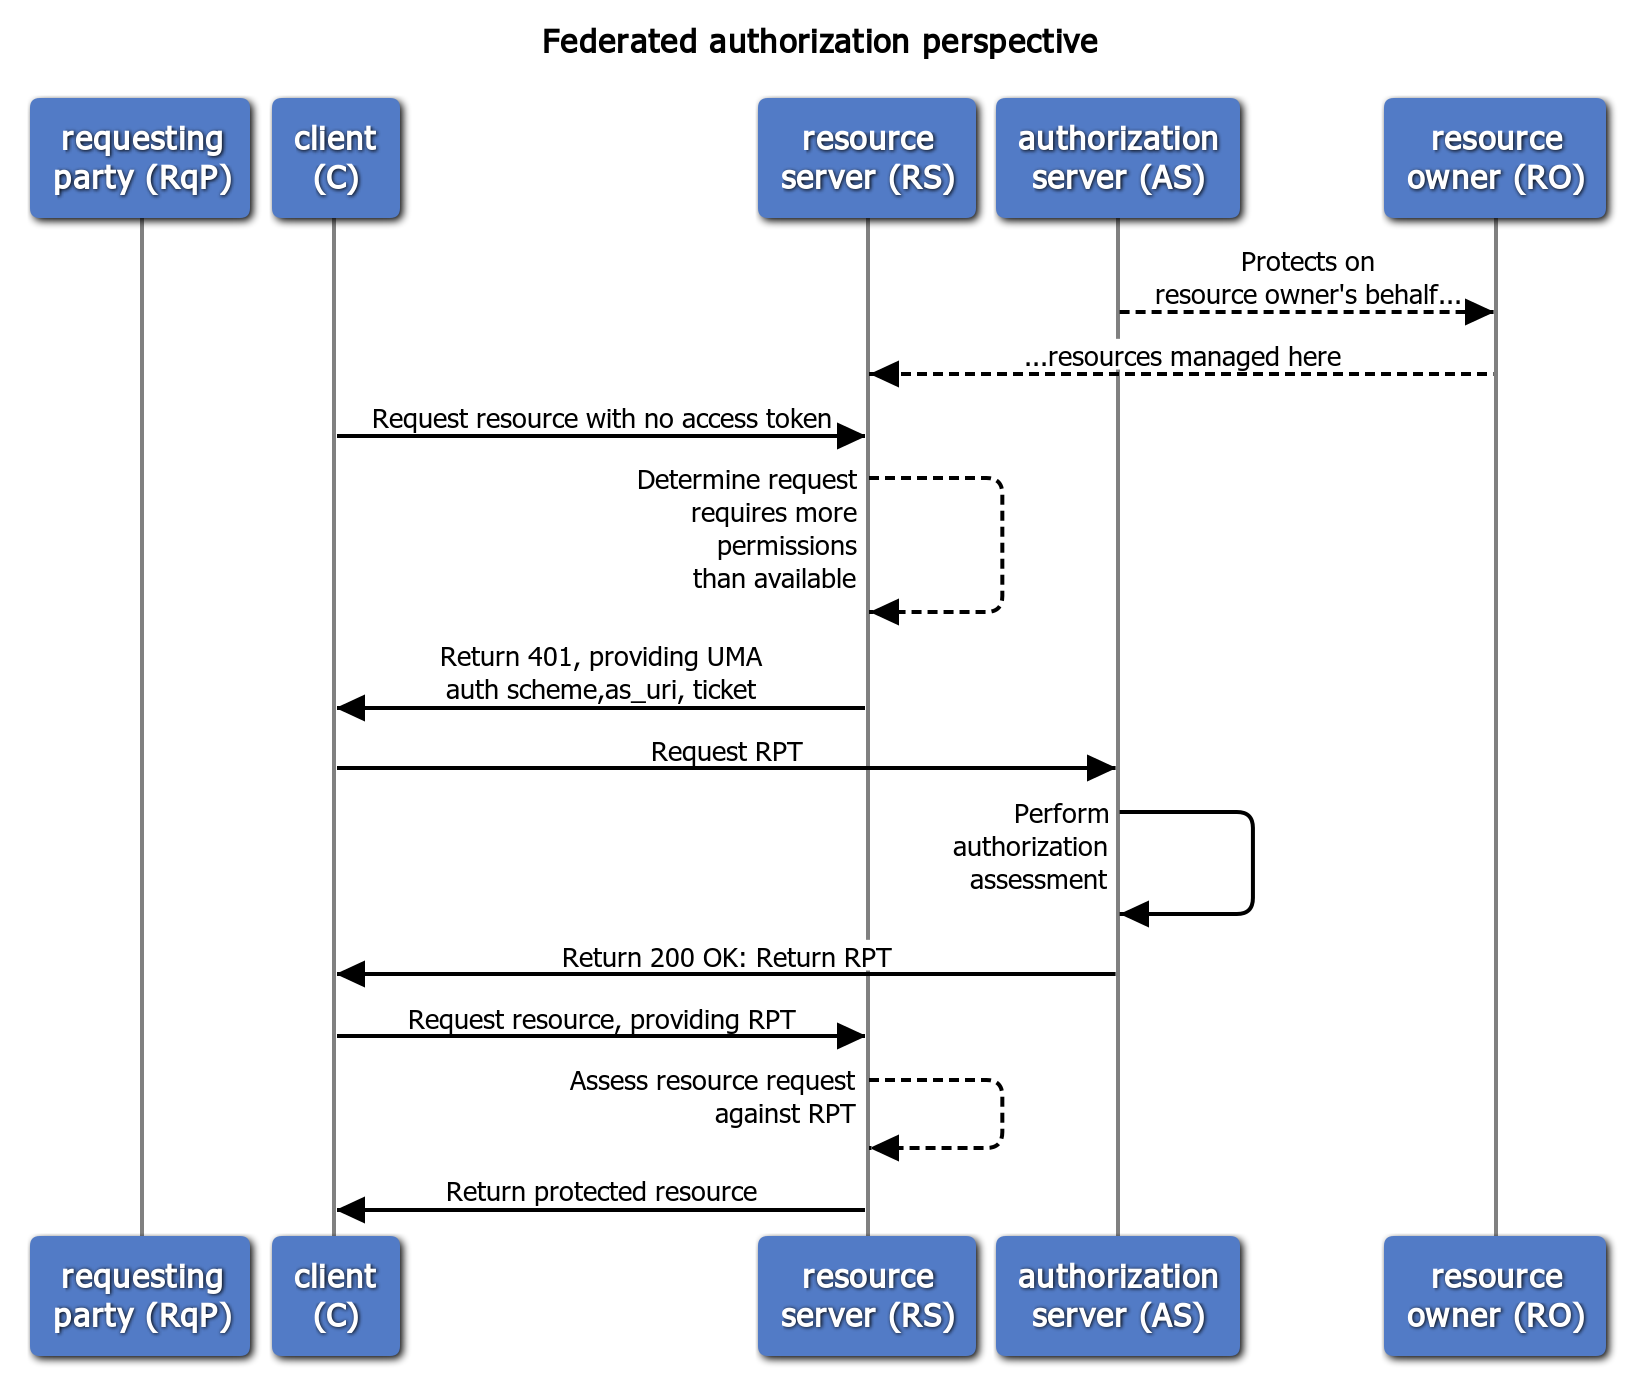 Federated authorization perspective
requesting
party (RqP)
client
(C)
resource
server (RS)
authorization
server (AS)
resource
owner (RO)
Protects on
resource owner's behalf...
...resources managed here
Request resource with no access token
Determine request
requires more
permissions
than available
Return 401, providing UMA
auth scheme,as_uri, ticket
Request RPT
Perform
authorization
assessment
Return 200 OK: Return RPT
Request resource, providing RPT
Assess resource request
against RPT
Return protected resource
requesting
party (RqP)
client
(C)
resource
server (RS)
authorization
server (AS)
resource
owner (RO)